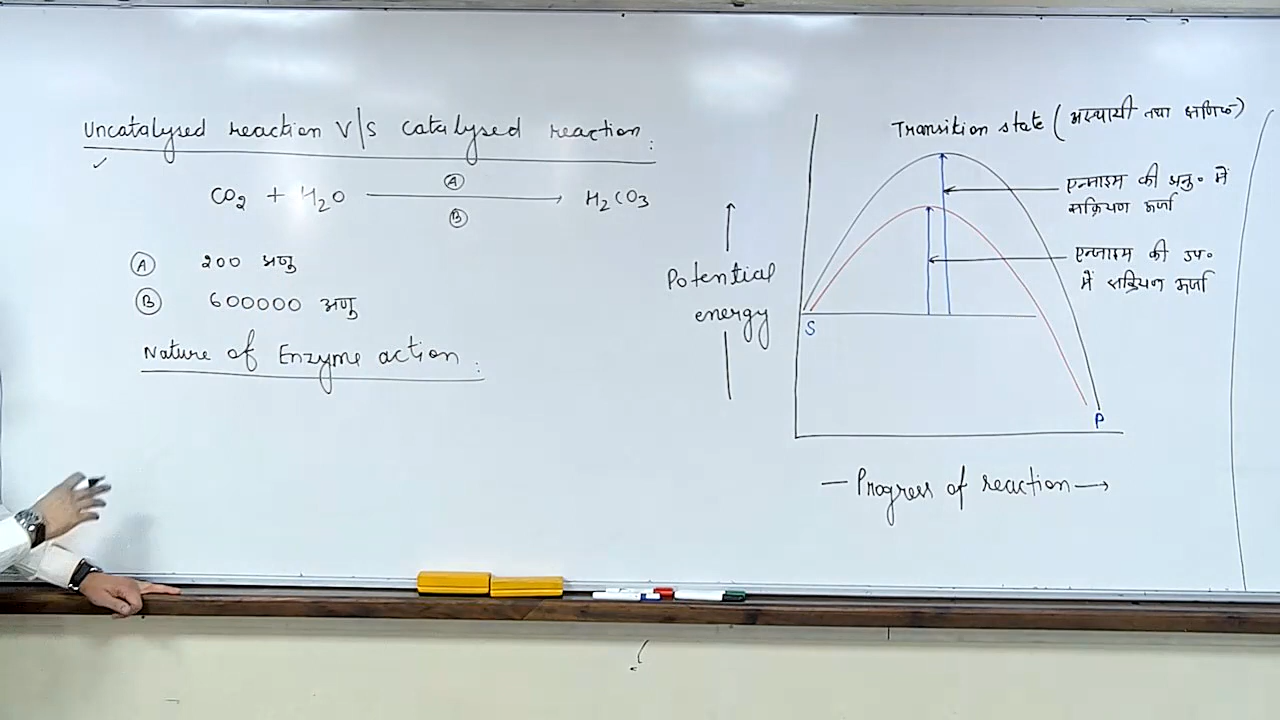 Uncatalysed reaction V/S catalysed reaction :
CO2 + H2O ⟶ H2CO3
A
B
A 200 अणु
B 600000 अणु
Nature of Enzyme action :
Transition state ( अस्थायी तथा क्षणिक )
एन्जाइम की अनु॰ में
सक्रियण ऊर्जा
एन्जाइम की उप॰
में सक्रियण ऊर्जा
Potential
energy
S
P
— Progress of reaction →